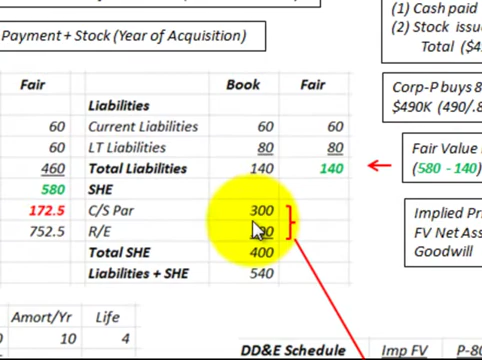 (1) Cash paid
(2) Stock issu
Total ($4
Payment + Stock (Year of Acquisition)
Corp-P buys 8
$490K (490/.8
Fair Book Fair
Liabilities
60 Current Liabilities 60 60
60 LT Liabilities 80 80
460 Total Liabilities 140 140
580 SHE
172.5 C/S Par 300
752.5 R/E
Total SHE 400
Liabilities + SHE 540
Fair Value
(580 - 140)
Implied Pri
FV Net Ass
Goodwill
Amort/Yr Life
10 4
DD&E Schedule Imp FV P-80